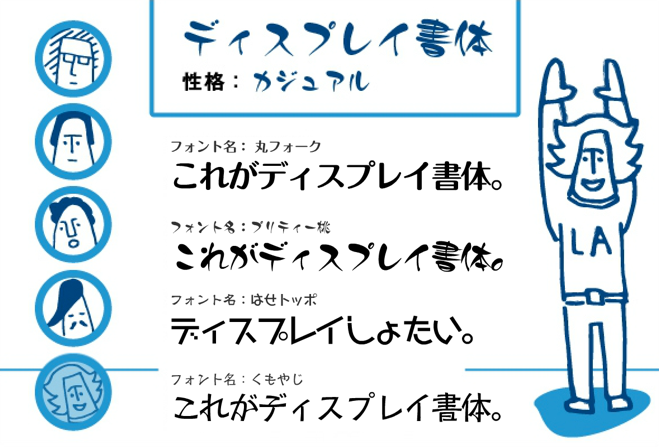 ディスプレイ書体
性格： カジュアル
フォント名： 丸フォーク
これがディスプレイ書体。
フォント名：プリティー桃
これがディスプレイ書体。
フォント名：はせトッポ
ディスプレイしょたい。
フォント名：くもやじ
これがディスプレイ書体。
LA